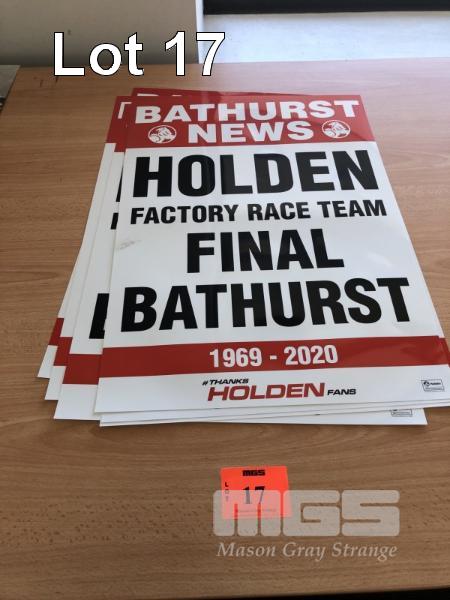 Lot 17
BATHURST
NEWS
HOLDEN
FACTORY RACE TEAM
FINAL
BATHURST
1969 - 2020
#THANKS
HOLDEN FANS
MGS
LOT
17
MGS
Mason Gray Strange